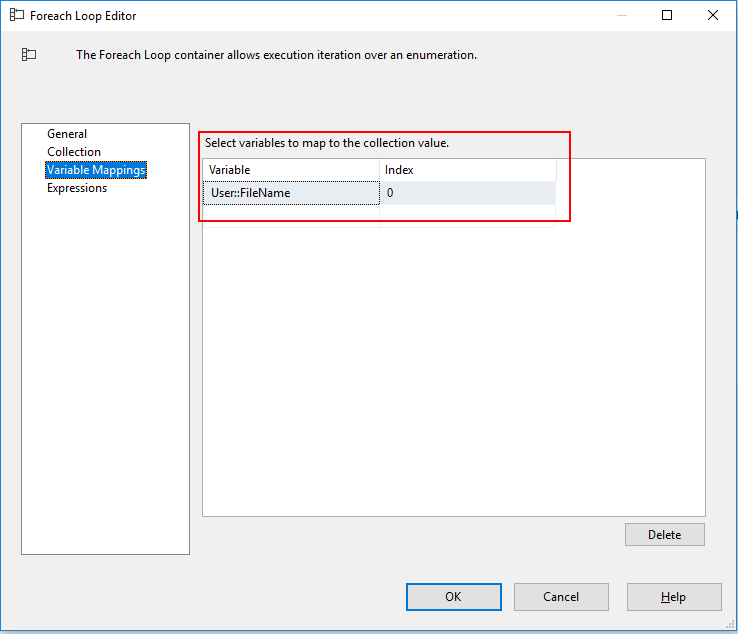 Foreach Loop Editor
The Foreach Loop container allows execution iteration over an enumeration.
General
Collection
Variable Mappings
Expressions
Select variables to map to the collection value.
Variable Index
User::FileName 0
Delete
OK Cancel Help